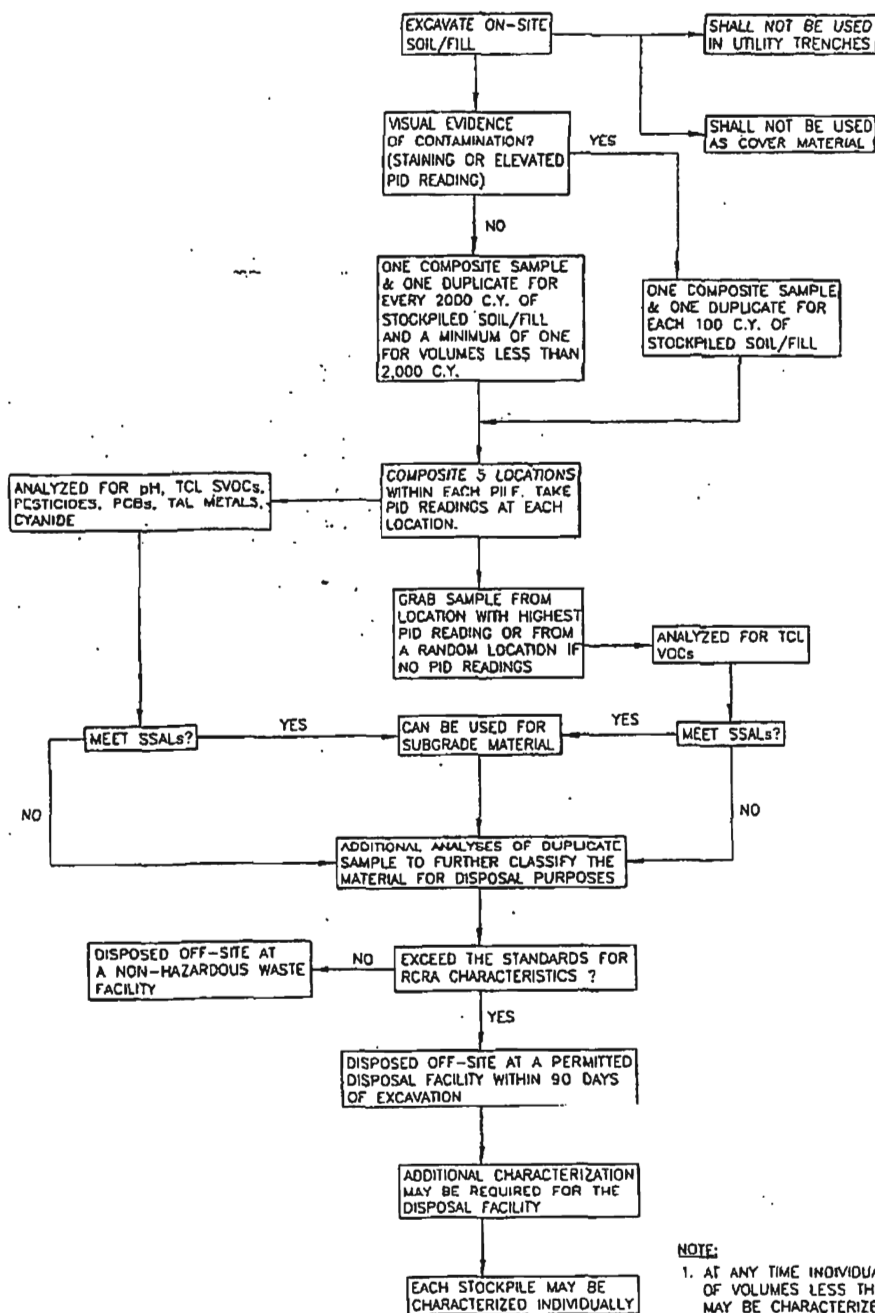 EXCAVATE ON-SITE
SOIL/FILL
SHALL NOT BE USED
IN UTILITY TRENCHES
VISUAL EVIDENCE
OF CONTAMINATION?
(STAINING OR ELEVATED
PID READING)
YES
SHALL NOT BE USED
AS COVER MATERIAL
NO
ONE COMPOSITE SAMPLE
& ONE DUPLICATE FOR
EVERY 2000 C.Y. OF
STOCKPILED SOIL/FILL
AND A MINIMUM OF ONE
FOR VOLUMES LESS THAN
2,000 C.Y.
ONE COMPOSITE SAMPLE
& ONE DUPLICATE FOR
EACH 100 C.Y. OF
STOCKPILED SOIL/FILL
ANALYZED FOR pH, TCL SVOCs,
PESTICIDES, PCBs, TAL METALS,
CYANIDE
COMPOSITE 5 LOCATIONS
WITHIN EACH PILE. TAKE
PID READINGS AT EACH
LOCATION.
GRAB SAMPLE FROM
LOCATION WITH HIGHEST
PID READING OR FROM
A RANDOM LOCATION IF
NO PID READINGS
ANALYZED FOR TCL
VOCs
MEET SSALs?
YES
CAN BE USED FOR
SUBGRADE MATERIAL
YES
MEET SSALs?
NO
NO
ADDITIONAL ANALYSES OF DUPLICATE
SAMPLE TO FURTHER CLASSIFY THE
MATERIAL FOR DISPOSAL PURPOSES
DISPOSED OFF-SITE AT
A NON-HAZARDOUS WASTE
FACILITY
NO
EXCEED THE STANDARDS FOR
RCRA CHARACTERISTICS ?
YES
DISPOSED OFF-SITE AT A PERMITTED
DISPOSAL FACILITY WITHIN 90 DAYS
OF EXCAVATION
ADDITIONAL CHARACTERIZATION
MAY BE REQUIRED FOR THE
DISPOSAL FACILITY
EACH STOCKPILE MAY BE
CHARACTERIZED INDIVIDUALLY
NOTE:
1. AT ANY TIME INDIVIDUA
OF VOLUMES LESS TH
MAY BE CHARACTERIZE